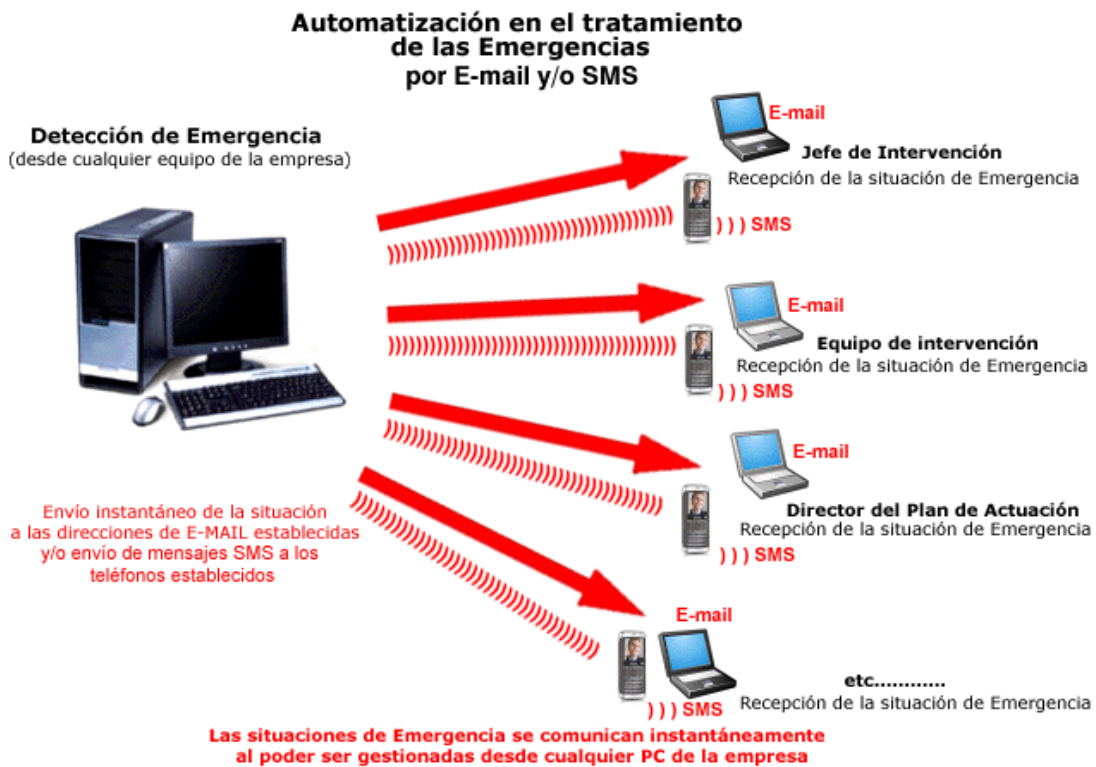 Automatización en el tratamiento
de las Emergencias
por E-mail y/o SMS
Detección de Emergencia
(desde cualquier equipo de la empresa)
E-mail
Jefe de Intervención
Recepción de la situación de Emergencia
) ) ) SMS
E-mail
Equipo de intervención
Recepción de la situación de Emergencia
) ) ) SMS
E-mail
Director del Plan de Actuación
Recepción de la situación de Emergencia
) ) ) SMS
Envío instantáneo de la situación
a las direcciones de E-MAIL establecidas
y/o envío de mensajes SMS a los
teléfonos establecidos
E-mail
etc............
Recepción de la situación de Emergencia
) ) ) SMS
Las situaciones de Emergencia se comunican instantáneamente
al poder ser gestionadas desde cualquier PC de la empresa